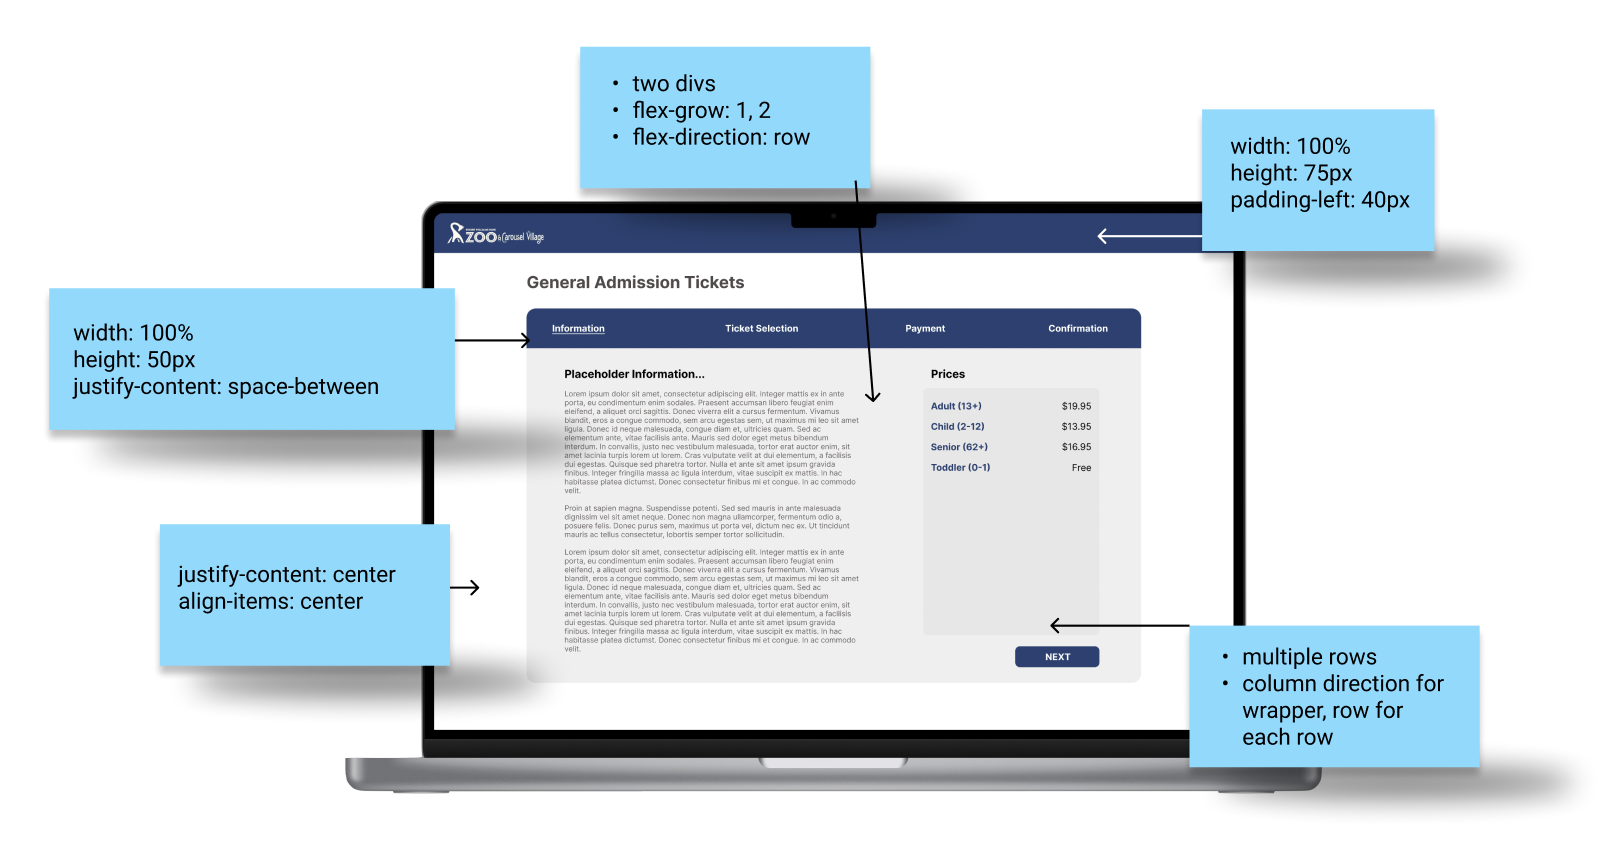 • two divs
• flex-grow: 1, 2
• flex-direction: row
width: 100%
height: 75px
padding-left: 40px
ZOO & Carousel Village
General Admission Tickets
width: 100%
height: 50px
justify-content: space-between
Information
Ticket Selection
Payment
Confirmation
Placeholder Information...
Lorem ipsum dolor sit amet, consectetur adipiscing elit. Integer mattis ex in ante
porta, eu condimentum enim sodales. Praesent accumsan libero feugiat enim
eleifend, a aliquet orci sagittis. Donec viverra elit a cursus fermentum. Vivamus
blandit, eros a congue commodo, sem arcu egestas sem, ut maximus mi leo sit amet
ligula. Donec id neque malesuada, congue diam et, ultricies quam. Sed ac
elementum ante, vitae facilisis ante. Mauris sed dolor eget metus bibendum
interdum. In convallis, justo nec vestibulum malesuada, tortor erat auctor enim, sit
amet lacinia turpis lorem ut lorem. Cras vulputate velit at dui elementum, a facilisis
dui egestas. Quisque sed pharetra tortor. Nulla et ante sit amet ipsum gravida
finibus. Integer fringilla massa ac ligula interdum, vitae suscipit ex mattis. In hac
habitasse platea dictumst. Donec consectetur finibus mi et congue. In ac commodo
velit.
Proin at sapien magna. Suspendisse potenti. Sed sed mauris in ante malesuada
dignissim vel sit amet neque. Donec non magna ullamcorper, fermentum odio a,
posuere felis. Donec purus sem, maximus ut porta vel, dictum nec ex. Ut tincidunt
mauris ac tellus consectetur, lobortis semper tortor sollicitudin.
Lorem ipsum dolor sit amet, consectetur adipiscing elit. Integer mattis ex in ante
porta, eu condimentum enim sodales. Praesent accumsan libero feugiat enim
eleifend, a aliquet orci sagittis. Donec viverra elit a cursus fermentum. Vivamus
blandit, eros a congue commodo, sem arcu egestas sem, ut maximus mi leo sit amet
ligula. Donec id neque malesuada, congue diam et, ultricies quam. Sed ac
elementum ante, vitae facilisis ante. Mauris sed dolor eget metus bibendum
interdum. In convallis, justo nec vestibulum malesuada, tortor erat auctor enim, sit
amet lacinia turpis lorem ut lorem. Cras vulputate velit at dui elementum, a facilisis
dui egestas. Quisque sed pharetra tortor. Nulla et ante sit amet ipsum gravida
finibus. Integer fringilla massa ac ligula interdum, vitae suscipit ex mattis. In hac
habitasse platea dictumst. Donec consectetur finibus mi et congue. In ac commodo
velit.
Prices
Adult (13+) $19.95
Child (2-12) $13.95
Senior (62+) $16.95
Toddler (0-1) Free
NEXT
justify-content: center
align-items: center
• multiple rows
• column direction for
wrapper, row for
each row